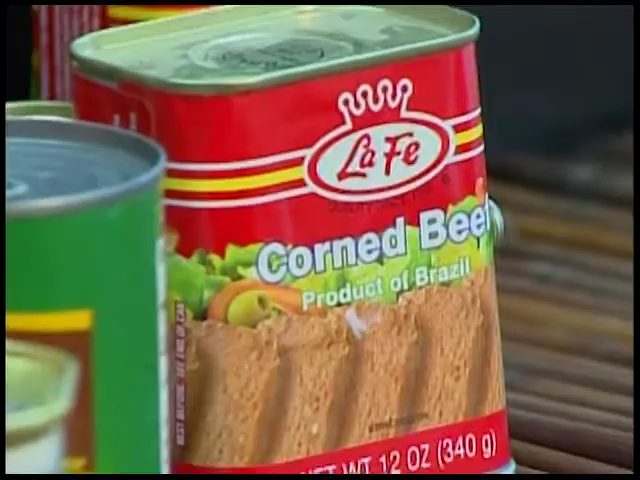 La Fe
Corned Beef
Product of Brazil
NET WT 12 OZ (340 g)